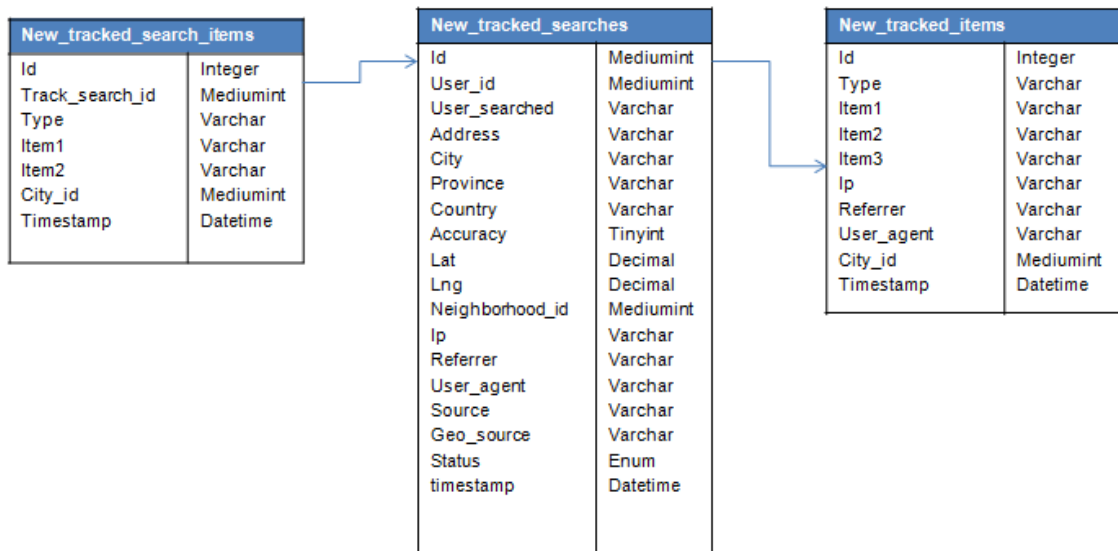 New_tracked_search_items
Id Integer
Track_search_id Mediumint
Type Varchar
Item1 Varchar
Item2 Varchar
City_id Mediumint
Timestamp Datetime
New_tracked_searches
Id Mediumint
User_id Mediumint
User_searched Varchar
Address Varchar
City Varchar
Province Varchar
Country Varchar
Accuracy Tinyint
Lat Decimal
Lng Decimal
Neighborhood_id Mediumint
Ip Varchar
Referrer Varchar
User_agent Varchar
Source Varchar
Geo_source Varchar
Status Enum
timestamp Datetime
New_tracked_items
Id Integer
Type Varchar
Item1 Varchar
Item2 Varchar
Item3 Varchar
Ip Varchar
Referrer Varchar
User_agent Varchar
City_id Mediumint
Timestamp Datetime